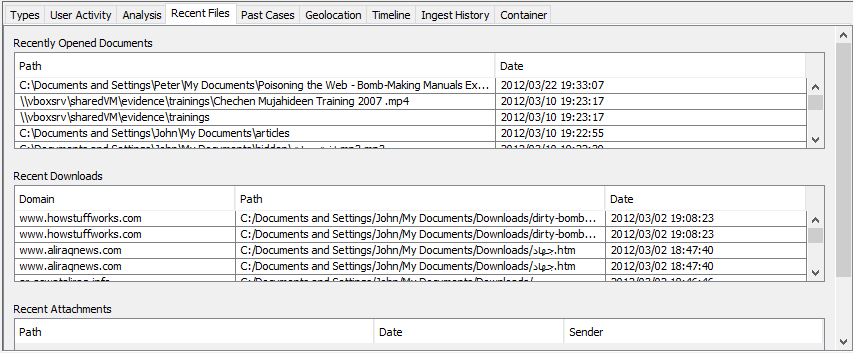 Types User Activity Analysis Recent Files Past Cases Geolocation Timeline Ingest History Container
Recently Opened Documents
Path Date
C:\Documents and Settings\Peter\My Documents\Poisoning the Web - Bomb-Making Manuals Ex... 2012/03/22 19:33:07
\\vboxsrv\sharedVM\evidence\trainings\Chechen Mujahideen Training 2007 .mp4 2012/03/10 19:23:17
\\vboxsrv\sharedVM\evidence\trainings 2012/03/10 19:23:17
C:\Documents and Settings\John\My Documents\articles 2012/03/10 19:22:55
Recent Downloads
Domain Path Date
www.howstuffworks.com C:/Documents and Settings/John/My Documents/Downloads/dirty-bomb... 2012/03/02 19:08:23
www.howstuffworks.com C:/Documents and Settings/John/My Documents/Downloads/dirty-bomb... 2012/03/02 19:08:23
www.aliraqnews.com C:/Documents and Settings/John/My Documents/Downloads/جهاد.htm 2012/03/02 18:47:40
www.aliraqnews.com C:/Documents and Settings/John/My Documents/Downloads/جهاد.htm 2012/03/02 18:47:40
Recent Attachments
Path Date Sender